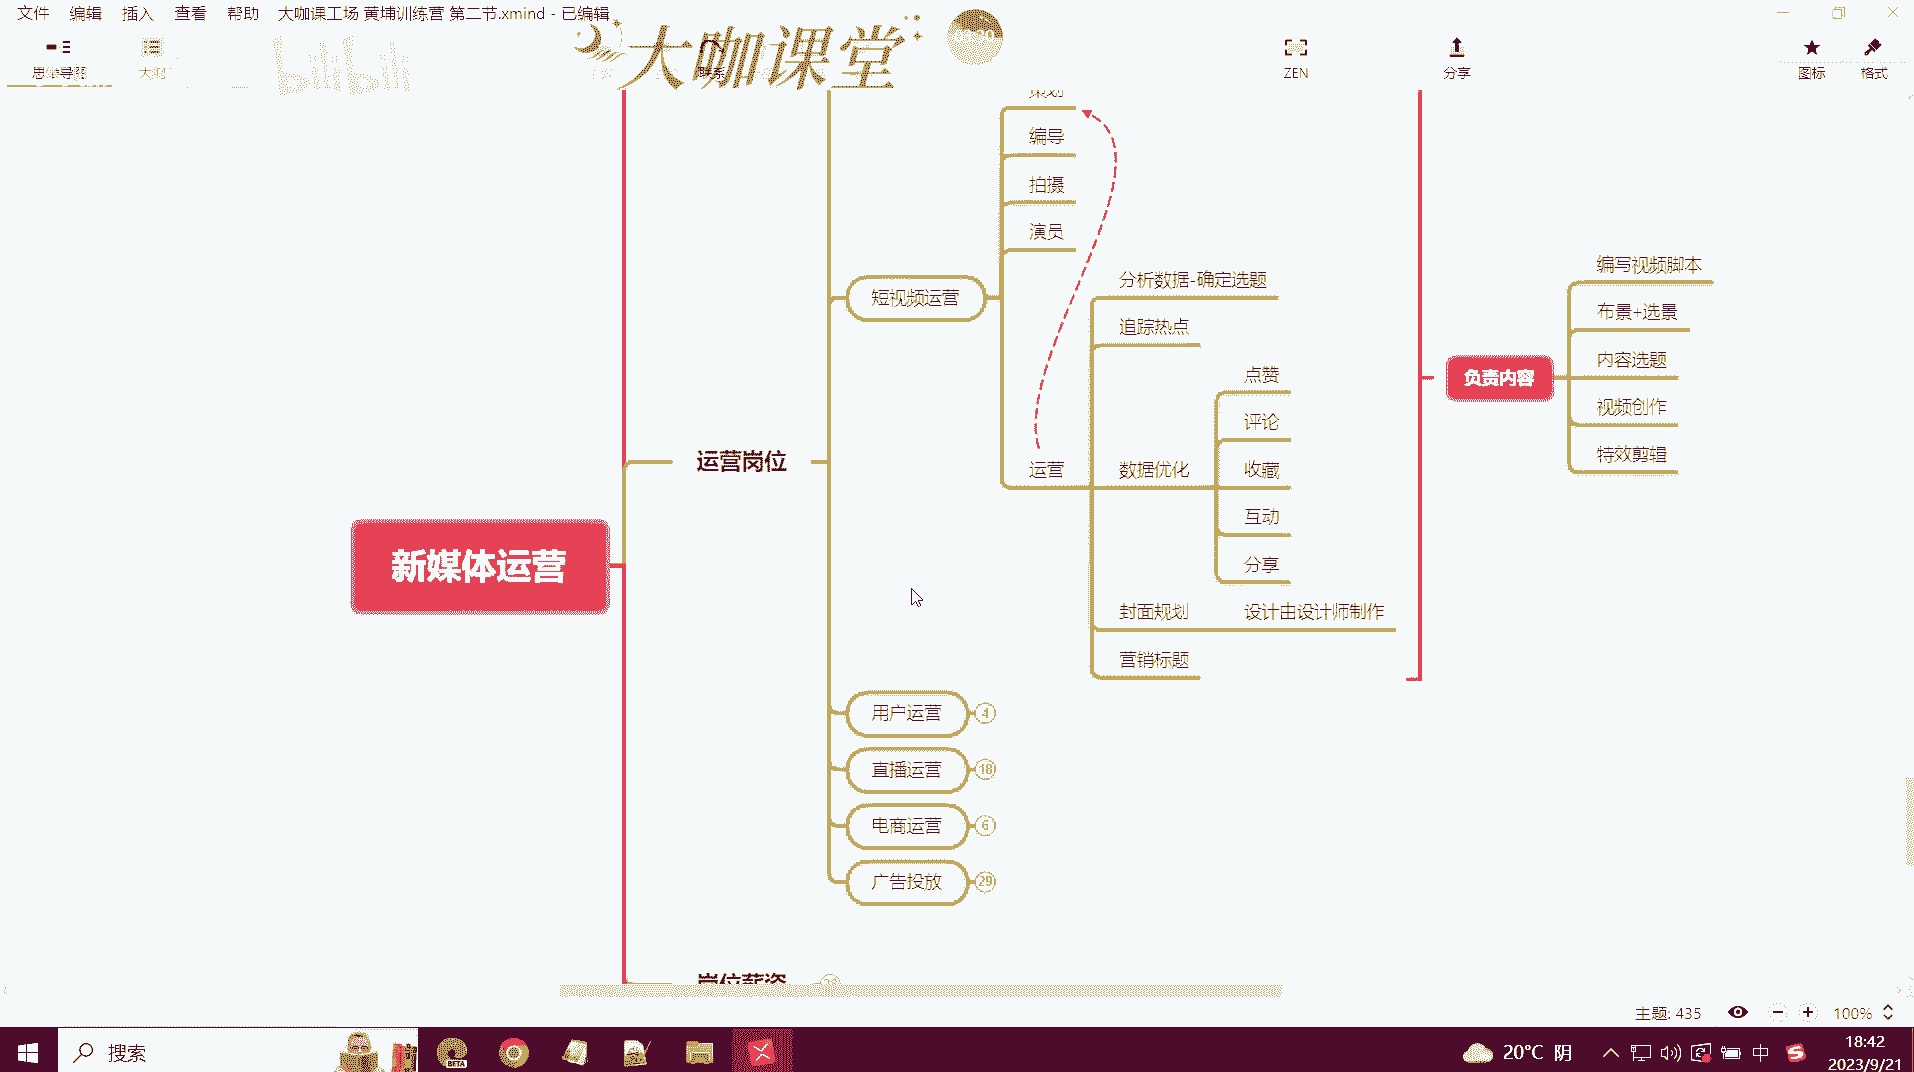 文件 编辑 插入 查看 帮助 大咖课工场 黄埔训练营 第二节.xmind - 已编辑
思维导图
大纲
bilibili
大咖课堂
联系
ZEN
分享
图标
格式
策划
编导
拍摄
演员
短视频运营
分析数据-确定选题
追踪热点
点赞
评论
运营
数据优化
收藏
互动
分享
封面规划
设计由设计师制作
营销标题
负责内容
编写视频脚本
布景+选景
内容选题
视频创作
特效剪辑
运营岗位
新媒体运营
用户运营 4
直播运营 18
电商运营 6
广告投放 29
岗位薪资
主题: 435
100%
搜索
BETA
20°C 阴
中
18:42
2023/9/21